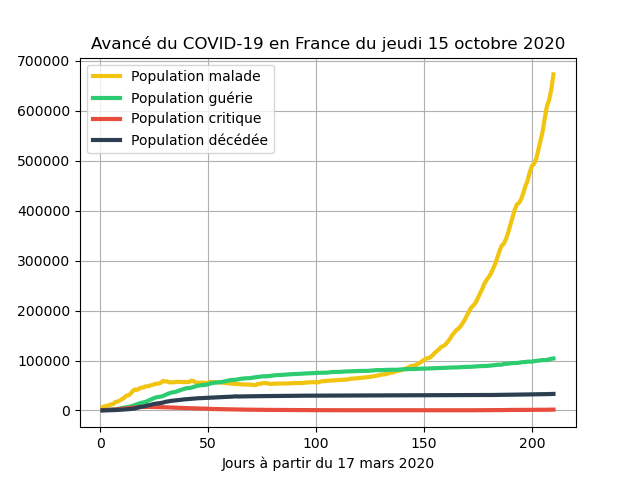 Avancé du COVID-19 en France du jeudi 15 octobre 2020
Population malade
Population guérie
Population critique
Population décédée
700000
600000
500000
400000
300000
200000
100000
0
0 50 100 150 200
Jours à partir du 17 mars 2020